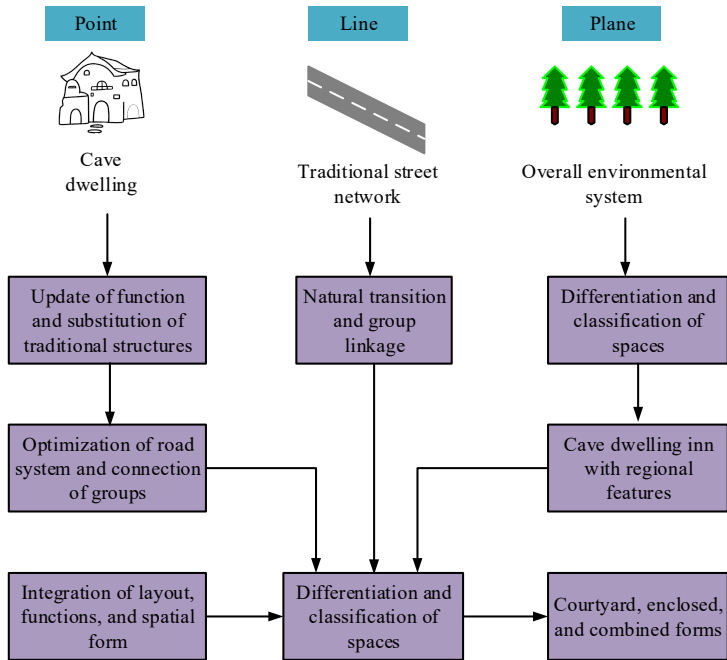 Point
Line
Plane
Cave
dwelling
Traditional street
network
Overall environmental
system
Update of function
and substitution of
traditional structures
Natural transition
and group
linkage
Differentiation and
classification of
spaces
Optimization of road
system and connection
of groups
Cave dwelling inn
with regional
features
Integration of layout,
functions, and spatial
form
Differentiation and
classification of
spaces
Courtyard, enclosed,
and combined forms